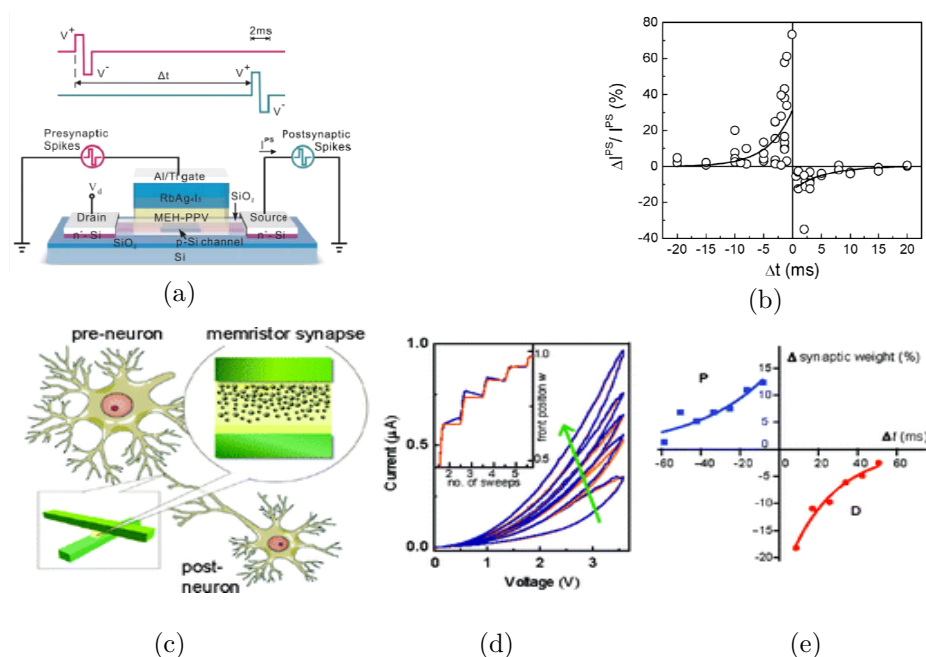 V⁺
2ms
V⁻
Δt
V⁺
V⁻
Presynaptic
Spikes
I^PS
Postsynaptic
Spikes
Al/Ti gate
V_d
RbAg₄I₅
SiO₂
Drain
MEH-PPV
Source
n⁺-Si
p-Si channel
n⁺-Si
SiO₂
Si
(a)
ΔI^PS/ I^PS (%)
80
60
40
20
0
-20
-40
-20 -15 -10 -5 0 5 10 15 20
Δt (ms)
(b)
pre-neuron
memristor synapse
post-
neuron
(c)
Current (μA)
1.0
0.5
0.0
1.0
0.5
front position w
2 3 4 5
no. of sweeps
0 1 2 3
Voltage (V)
(d)
Δ synaptic weight (%)
P
15
10
5
0
Δt (ms)
-60 -40 -20
20 40 60
-5
-10
-15
-20
D
(e)